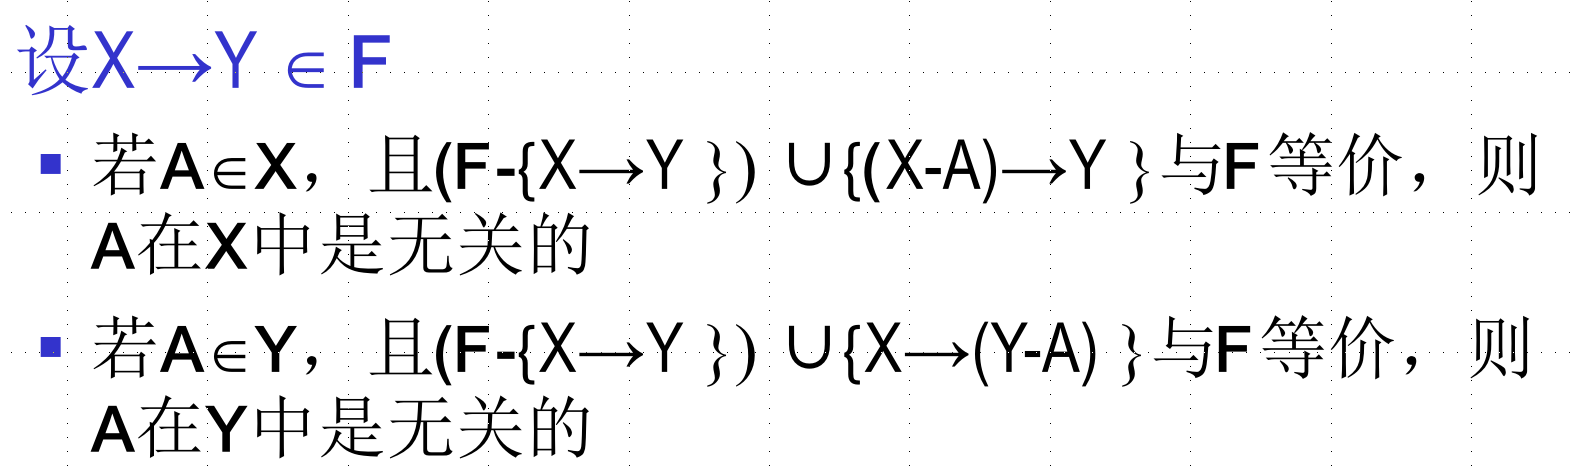 设X→Y ∈ F
若A∈X，且(F-{X→Y }) ∪{(X-A)→Y }与F等价，则
A在X中是无关的
若A∈Y，且(F-{X→Y }) ∪{X→(Y-A) }与F等价，则
A在Y中是无关的